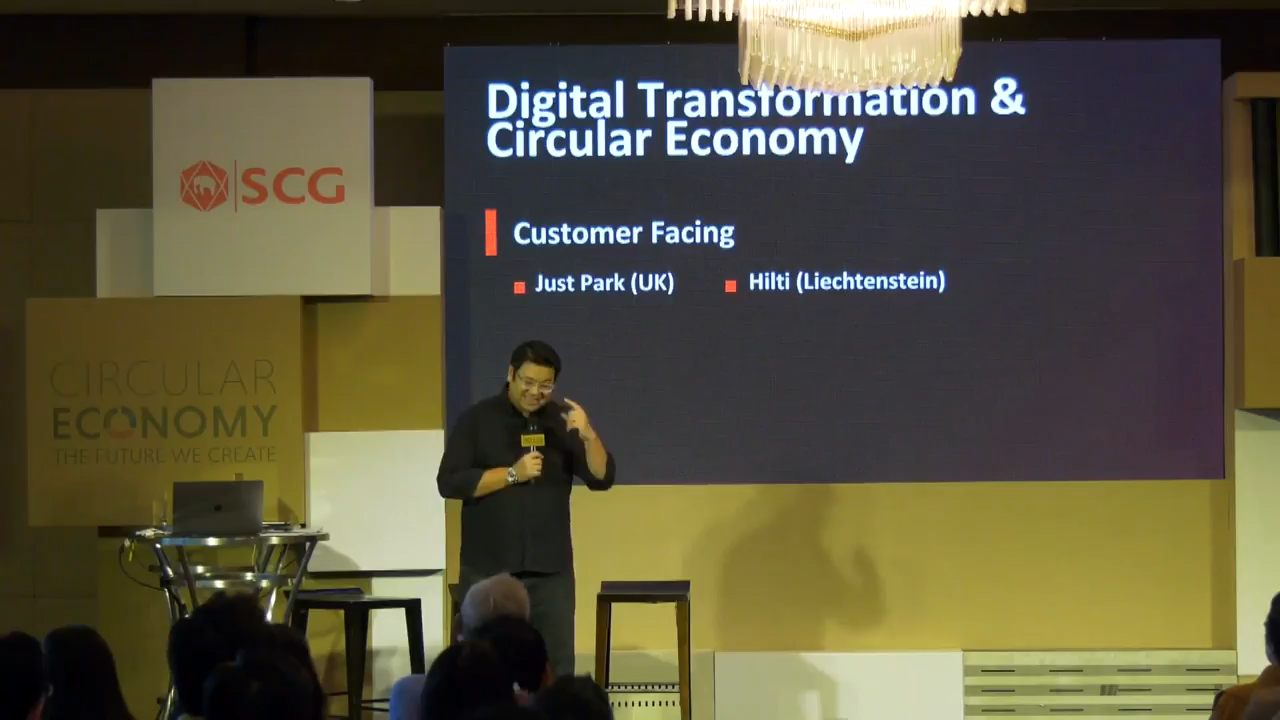 Digital Transformation &
Circular Economy
Customer Facing
Just Park (UK)
Hilti (Liechtenstein)
SCG
CIRCULAR
ECONOMY
THE FUTURE WE CREATE